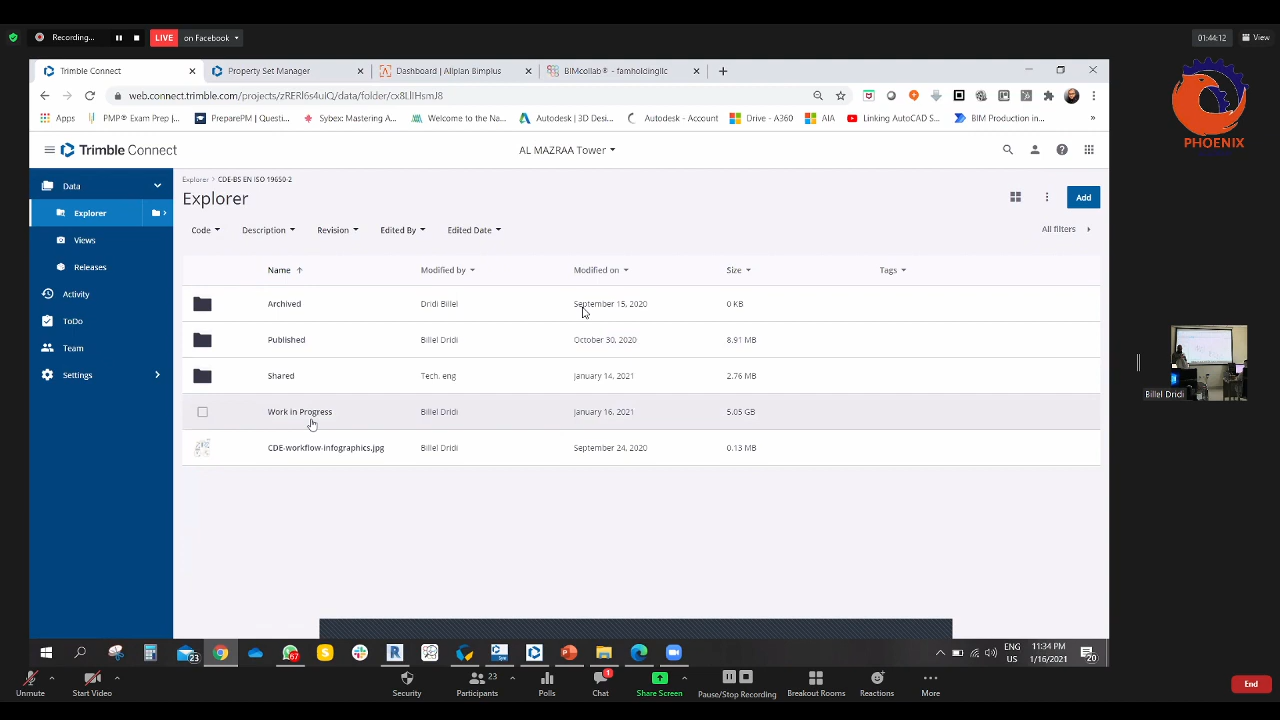 Recording...
LIVE on Facebook
01:44:12
View
Trimble Connect
Property Set Manager
Dashboard | Allplan Bimplus
BIMcollab® - famholdingllc
web.connect.trimble.com/projects/zRERl6s4uIQ/data/folder/cx8LlIHsmJ8
Apps
PMP® Exam Prep |...
PreparePM | Questi...
Sybex: Mastering A...
Welcome to the Na...
Autodesk | 3D Desi...
Autodesk - Account
Drive - A360
AIA
Linking AutoCAD S...
BIM Production in...
PHOENIX
Trimble Connect
AL MAZRAA Tower
Data
Explorer
Views
Releases
Activity
ToDo
Team
Settings
Explorer > CDE-BS EN ISO 19650-2
Explorer
Add
Code Description Revision Edited By Edited Date
All filters
Name Modified by Modified on Size Tags
Archived Dridi Billel September 15, 2020 0 KB
Published Billel Dridi October 30, 2020 8.91 MB
Shared Tech. eng January 14, 2021 2.76 MB
Work in Progress Billel Dridi January 16, 2021 5.05 GB
CDE-workflow-infographics.jpg Billel Dridi September 24, 2020 0.13 MB
Billel Dridi
23
67
ENG
US
11:34 PM
1/16/2021
20
Unmute
Start Video
Security
Participants 23
Polls
Chat 1
Share Screen
Pause/Stop Recording
Breakout Rooms
Reactions
More
End